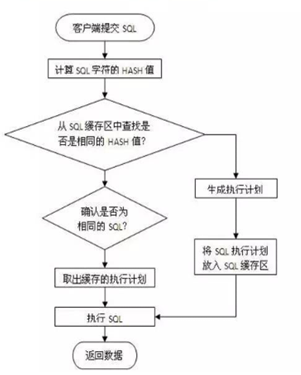 客户端提交 SQL
计算 SQL 字符的 HASH 值
从 SQL 缓存区中查找是
否是相同的 HASH 值?
生成执行计划
确认是否为
相同的 SQL?
将 SQL 执行计划
放入 SQL 缓存区
取出缓存的执行计划
执行 SQL
返回数据